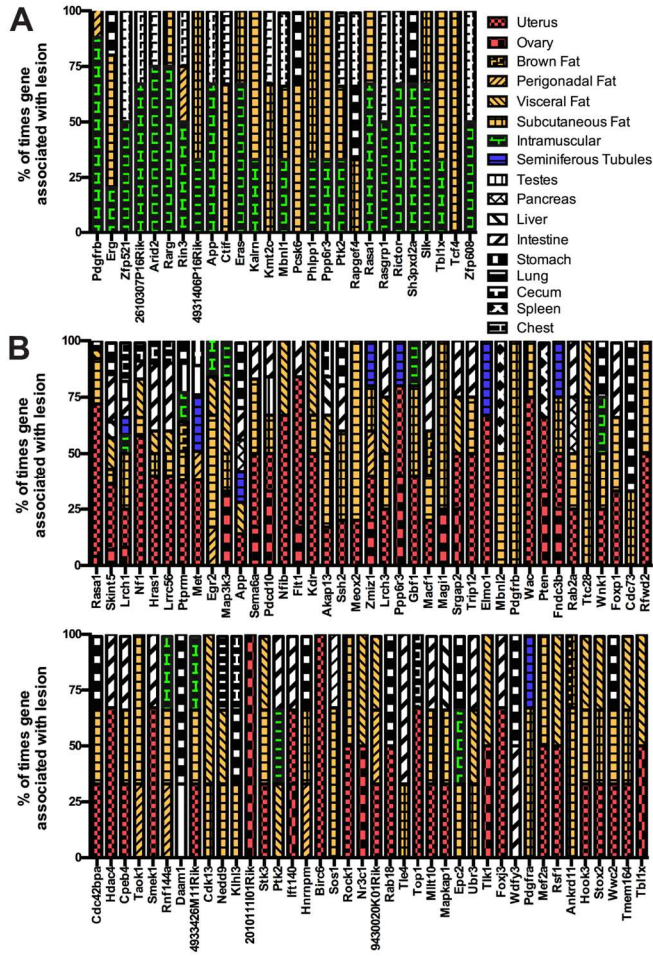 A
% of times gene
associated with lesion
100
75
50
25
0
Pdgfrb
Erg
Zfp521
2610307P16Rik
Arid2
Rarg
Rin3
4931406P16Rik
App
Ctif
Eras
Kalrn
Kmt2c
Mbnl1
Pcsk6
Phlpp1
Ppp6r3
Ptk2
Rapgef4
Rasa1
Rasgrp1
Rictor
Sh3pxd2a
Slk
Tbl1x
Tcf4
Zfp608
Uterus
Ovary
Brown Fat
Perigonadal Fat
Visceral Fat
Subcutaneous Fat
Intramuscular
Seminiferous Tubules
Testes
Pancreas
Liver
Intestine
Stomach
Lung
Cecum
Spleen
Chest
B
% of times gene
associated with lesion
100
75
50
25
0
Rasa1
Skint5
Lrch1
Nf1
Hras1
Lrrc56
Ptprm
Met
Egr2
Map3k3
App
Sema6a
Pdcd10
Nfib
Flt1
Kdr
Akap13
Ssh2
Meox2
Zmiz1
Lrch3
Ppp6r3
Gbf1
Macf1
Magi1
Srgap2
Trip12
Elmo1
Mbnl2
Pdgfrb
Wac
Pten
Fndc3b
Rab2a
Ttc28
Wnk1
Foxp1
Cdc73
Rfwd2
% of times gene
associated with lesion
100
75
50
25
0
Cdc42bpa
Hdac4
Cpeb4
Taok1
Smek1
Rnf144a
Daam1
4933426M11Rik
Cdk13
Nedd9
Klhl3
2010111I01Rik
Stk3
Ptk2
Ift140
Hnrnpm
Birc6
Sos1
Rock1
Nr3c1
9430020K01Rik
Rab18
Tle4
Top1
Mllt10
Mapkap1
Epc2
Ubr3
Tlk1
Foxj3
Wdfy3
Pdgfra
Mef2a
Rsf1
Ankrd11
Hook3
Stox2
Wwc2
Tmem164
Tbl1x